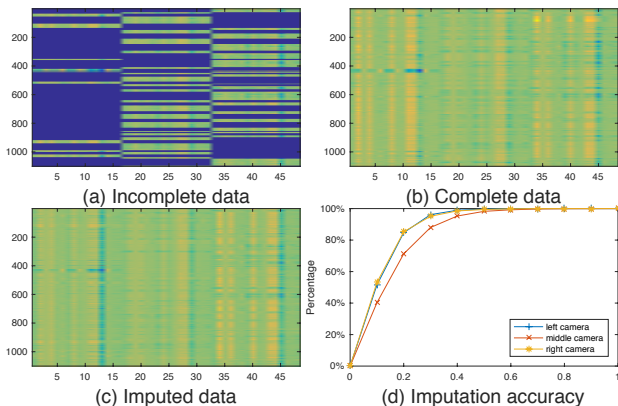 200
400
600
800
1000
5 10 15 20 25 30 35 40 45
(a) Incomplete data
200
400
600
800
1000
5 10 15 20 25 30 35 40 45
(b) Complete data
200
400
600
800
1000
5 10 15 20 25 30 35 40 45
(c) Imputed data
100%
80%
60%
40%
20%
0%
Percentage
left camera
middle camera
right camera
0 0.2 0.4 0.6 0.8 1
(d) Imputation accuracy